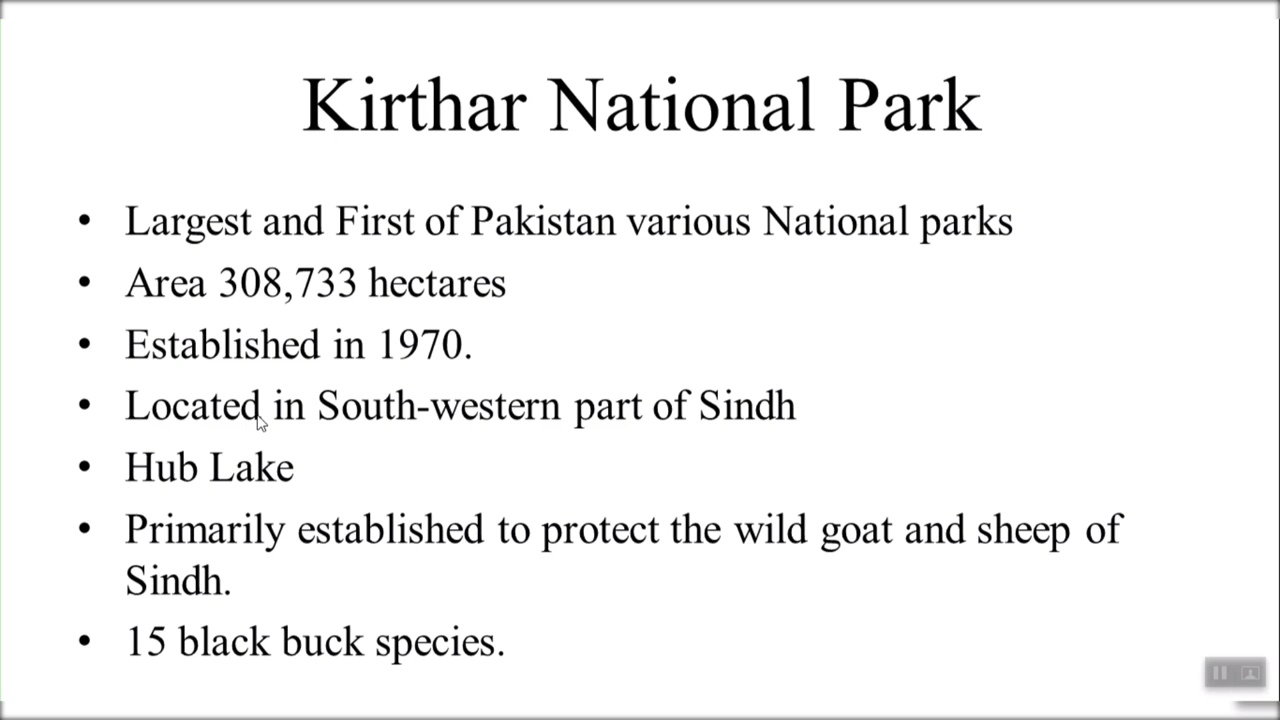 Kirthar National Park
• Largest and First of Pakistan various National parks
• Area 308,733 hectares
• Established in 1970.
• Located in South-western part of Sindh
• Hub Lake
• Primarily established to protect the wild goat and sheep of
Sindh.
• 15 black buck species.